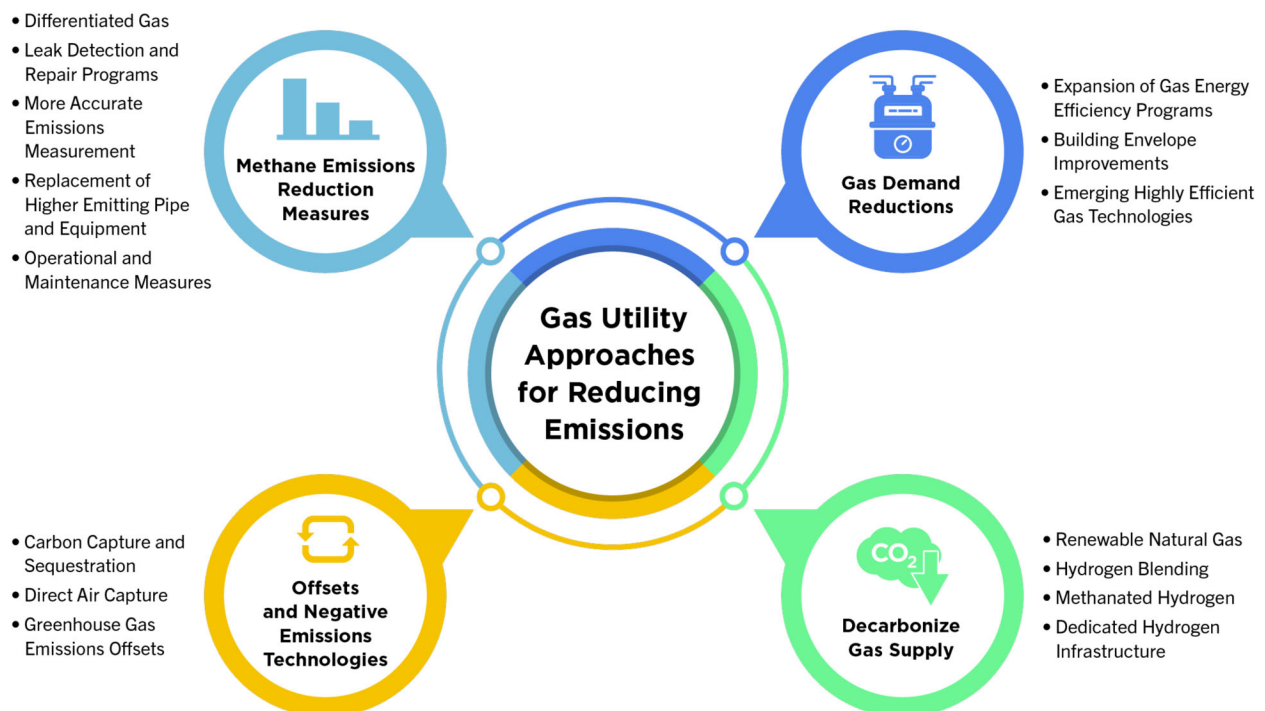 • Differentiated Gas
• Leak Detection and
Repair Programs
• More Accurate
Emissions
Measurement
• Replacement of
Higher Emitting Pipe
and Equipment
• Operational and
Maintenance Measures
Methane Emissions
Reduction
Measures
Gas Demand
Reductions
• Expansion of Gas Energy
Efficiency Programs
• Building Envelope
Improvements
• Emerging Highly Efficient
Gas Technologies
Gas Utility
Approaches
for Reducing
Emissions
• Carbon Capture and
Sequestration
• Direct Air Capture
• Greenhouse Gas
Emissions Offsets
Offsets
and Negative
Emissions
Technologies
CO2
Decarbonize
Gas Supply
• Renewable Natural Gas
• Hydrogen Blending
• Methanated Hydrogen
• Dedicated Hydrogen
Infrastructure